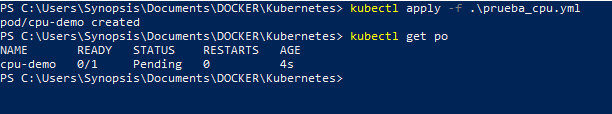 PS C:\Users\Synopsis\Documents\DOCKER\Kubernetes> kubectl apply -f .\prueba_cpu.yml
pod/cpu-demo created
PS C:\Users\Synopsis\Documents\DOCKER\Kubernetes> kubectl get po
NAME       READY   STATUS    RESTARTS   AGE
cpu-demo   0/1     Pending   0          4s
PS C:\Users\Synopsis\Documents\DOCKER\Kubernetes>